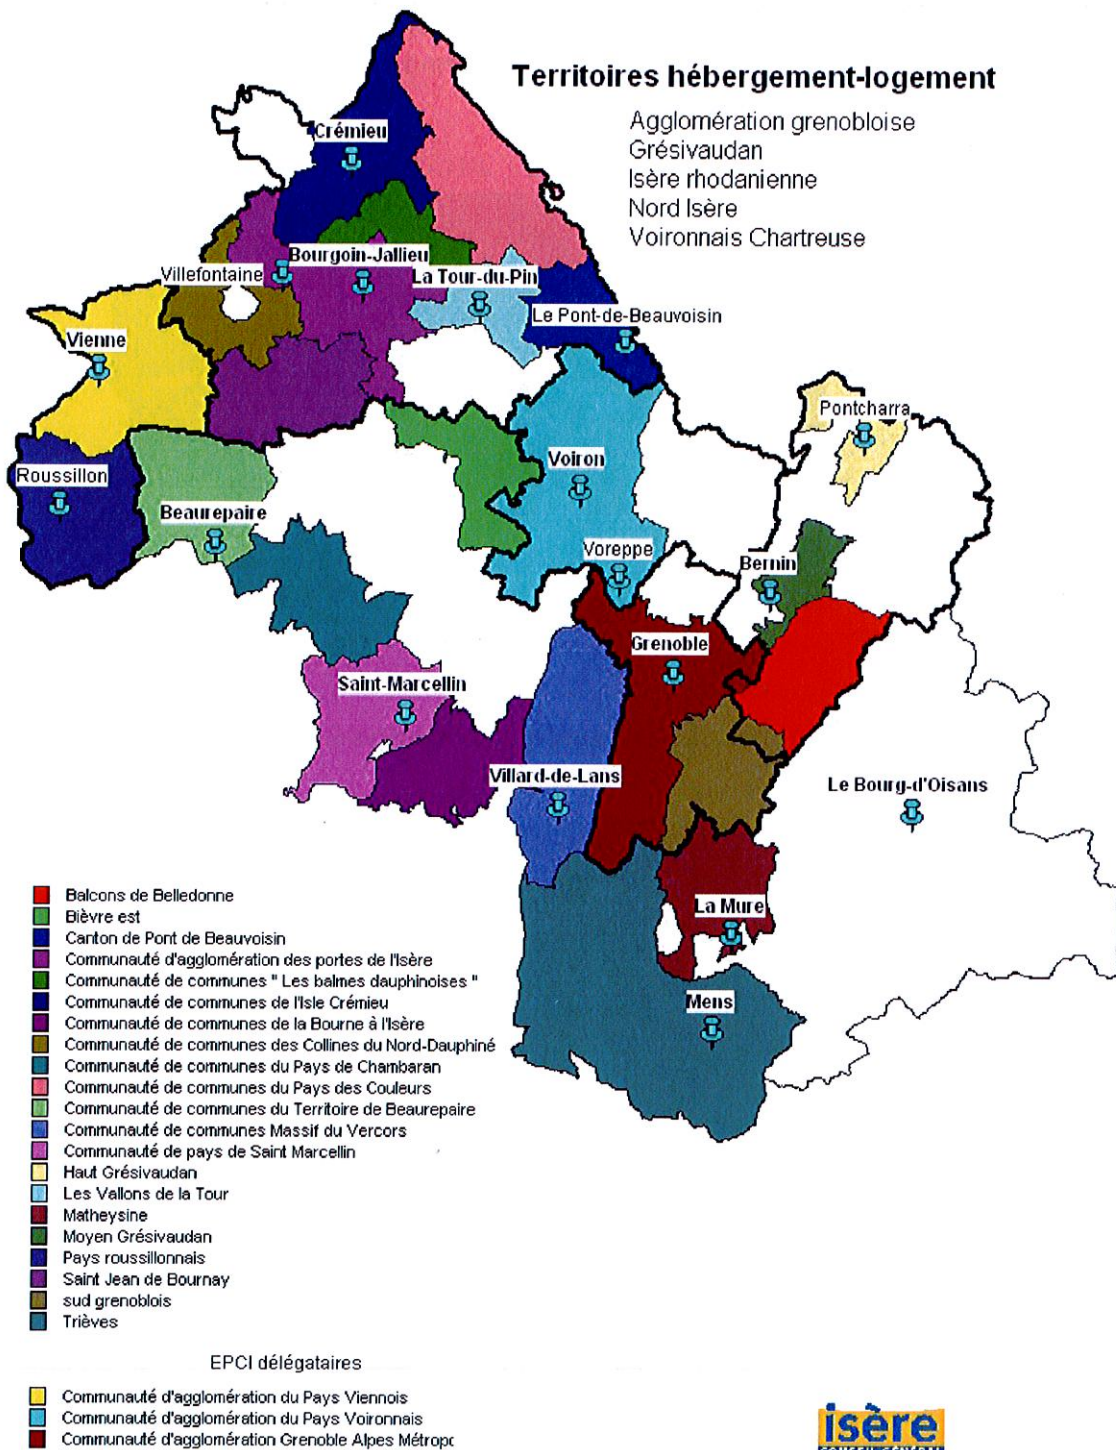 Territoires hébergement-logement
Agglomération grenobloise
Grésivaudan
Isère rhodanienne
Nord Isère
Voironnais Chartreuse
Crémieu
Bourgoin-Jallieu
Villefontaine
La Tour-du-Pin
Le Pont-de-Beauvoisin
Vienne
Pontcharra
Roussillon
Voiron
Beaurepaire
Voreppe
Bernin
Grenoble
Saint-Marcellin
Villard-de-Lans
Le Bourg-d'Oisans
La Mure
Mens
Balcons de Belledonne
Bièvre est
Canton de Pont de Beauvoisin
Communauté d'agglomération des portes de l'Isère
Communauté de communes " Les balmes dauphinoises "
Communauté de communes de l'Isle Crémieu
Communauté de communes de la Bourne à l'Isère
Communauté de communes des Collines du Nord-Dauphiné
Communauté de communes du Pays de Chambaran
Communauté de communes du Pays des Couleurs
Communauté de communes du Territoire de Beaurepaire
Communauté de communes Massif du Vercors
Communauté de pays de Saint Marcellin
Haut Grésivaudan
Les Vallons de la Tour
Matheysine
Moyen Grésivaudan
Pays roussillonnais
Saint Jean de Bournay
sud grenoblois
Trièves
EPCI délégataires
Communauté d'agglomération du Pays Viennois
Communauté d'agglomération du Pays Voironnais
Communauté d'agglomération Grenoble Alpes Métropo
isère